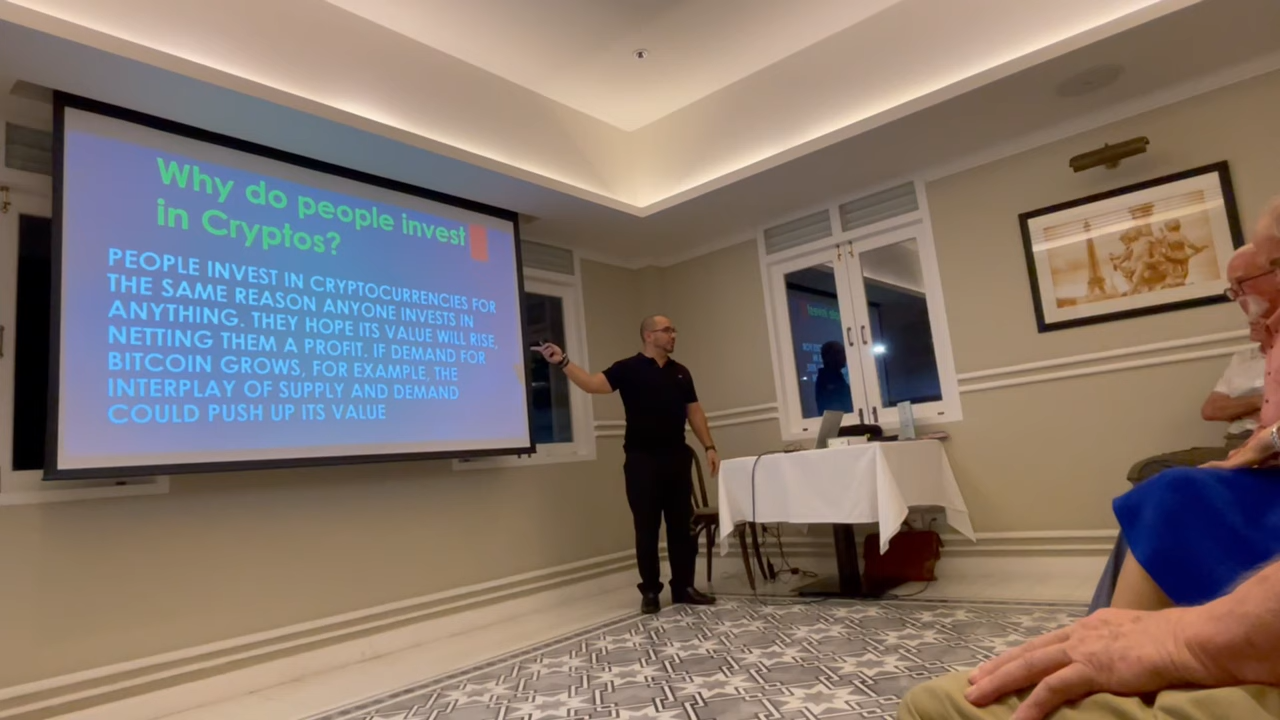 Why do people invest
in Cryptos?
PEOPLE INVEST IN CRYPTOCURRENCIES FOR
THE SAME REASON ANYONE INVESTS IN
ANYTHING. THEY HOPE ITS VALUE WILL RISE,
NETTING THEM A PROFIT. IF DEMAND FOR
BITCOIN GROWS, FOR EXAMPLE, THE
INTERPLAY OF SUPPLY AND DEMAND
COULD PUSH UP ITS VALUE